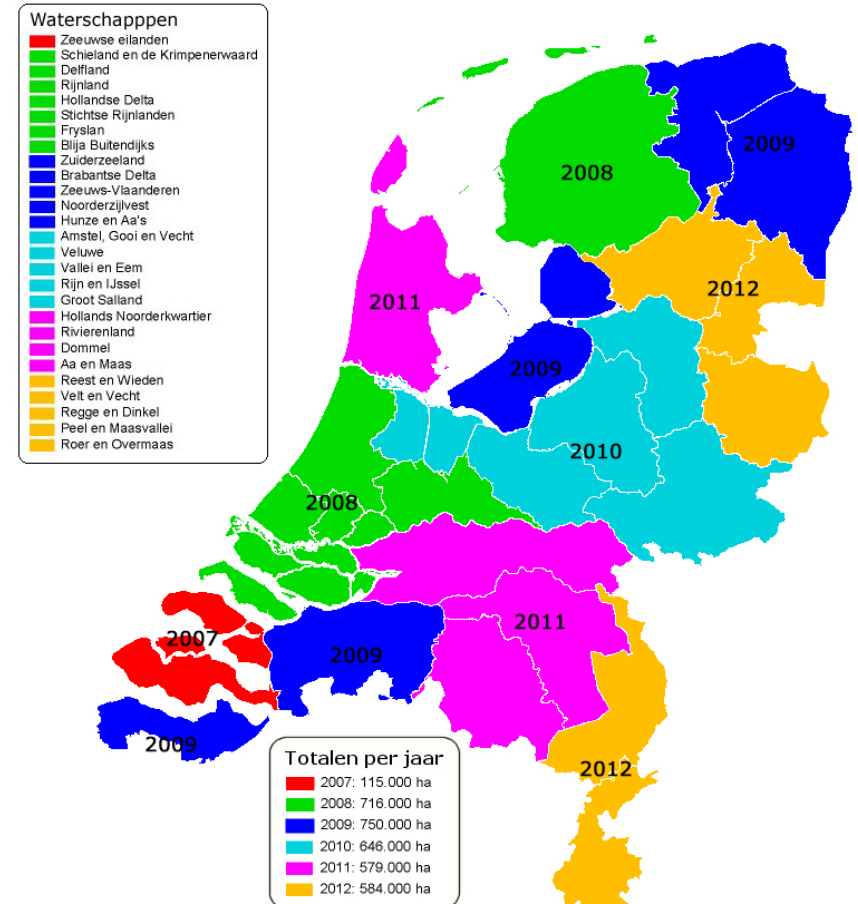 Waterschapppen
Zeeuwse eilanden
Schieland en de Krimpenerwaard
Delfland
Rijnland
Hollandse Delta
Stichtse Rijnlanden
Fryslan
Blija Buitendijks
Zuiderzeeland
Brabantse Delta
Zeeuws-Vlaanderen
Noorderzijlvest
Hunze en Aa's
Amstel, Gooi en Vecht
Veluwe
Vallei en Eem
Rijn en IJssel
Groot Salland
Hollands Noorderkwartier
Rivierenland
Dommel
Aa en Maas
Reest en Wieden
Velt en Vecht
Regge en Dinkel
Peel en Maasvallei
Roer en Overmaas
2009
2008
2012
2011
2009
2010
2008
2011
2007
2009
2009
2012
Totalen per jaar
2007: 115.000 ha
2008: 716.000 ha
2009: 750.000 ha
2010: 646.000 ha
2011: 579.000 ha
2012: 584.000 ha